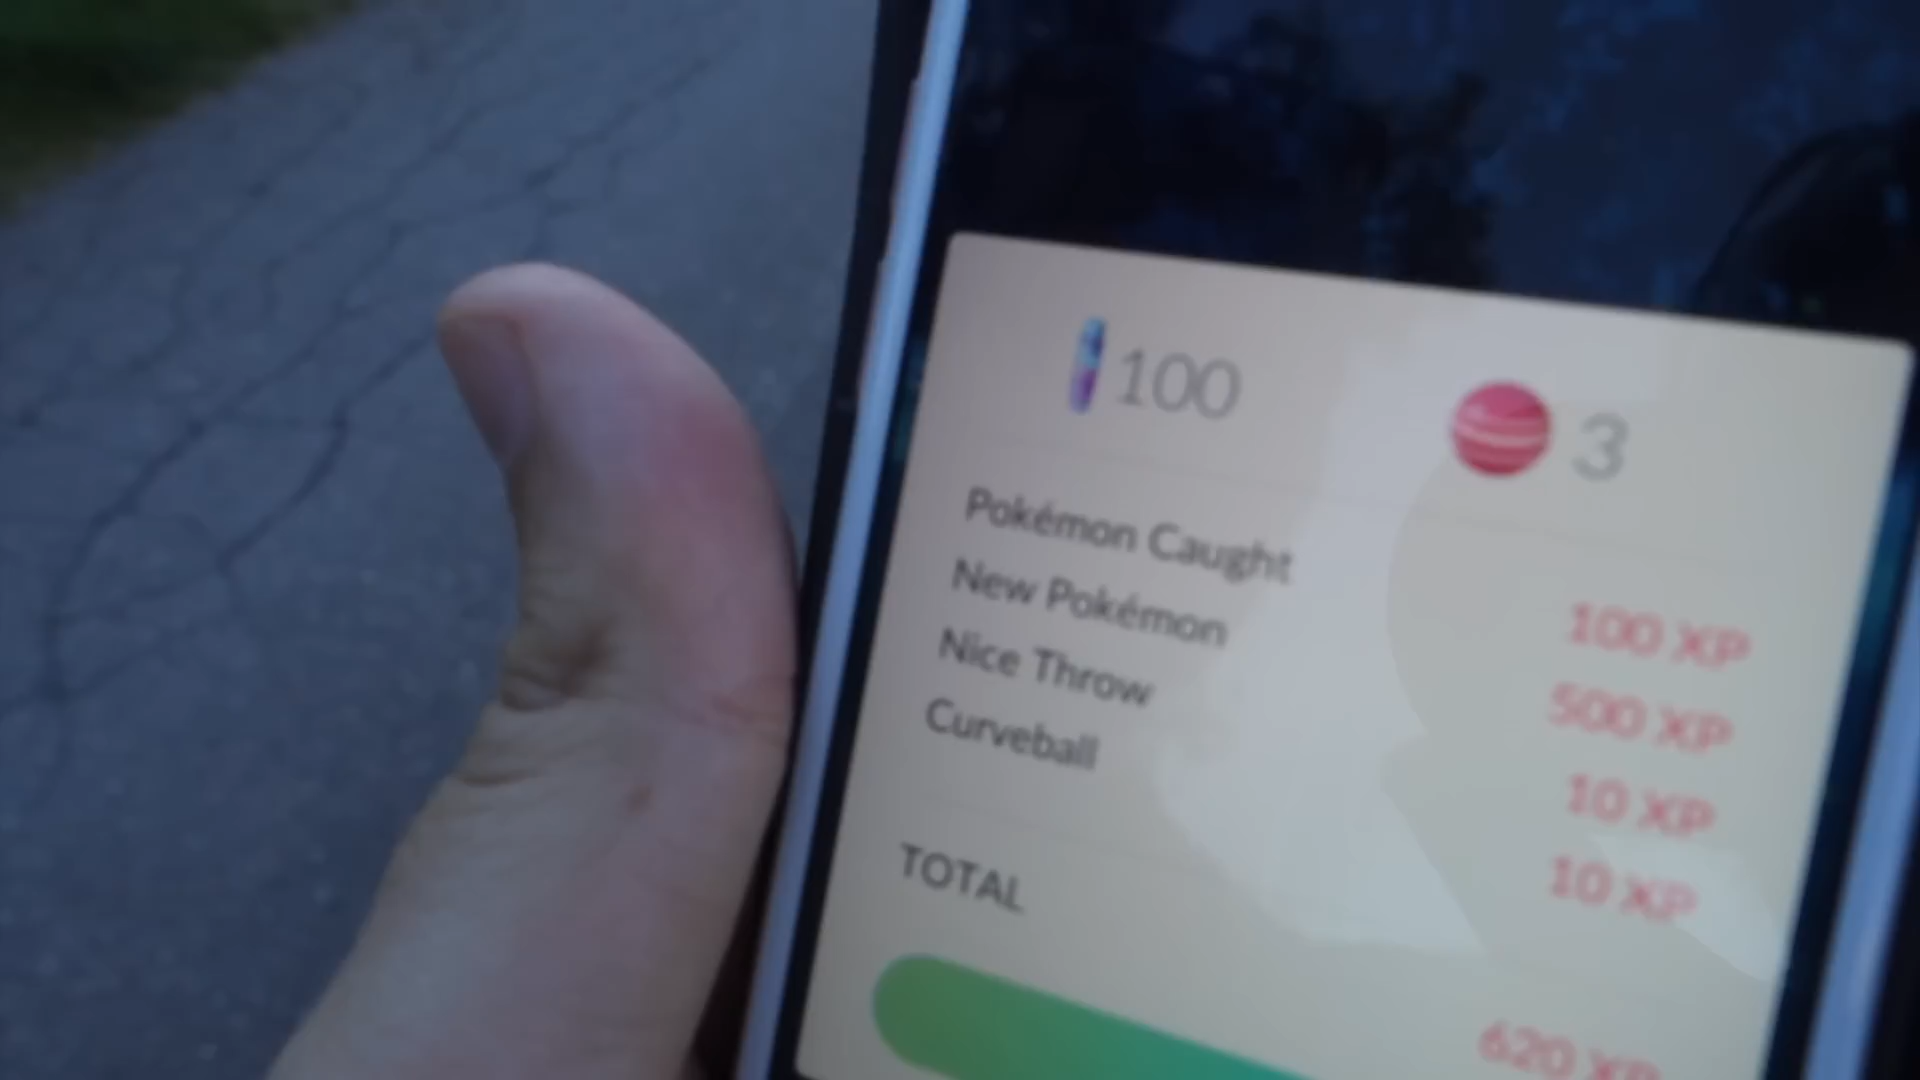 100 3
Pokémon Caught 100 XP
New Pokémon 500 XP
Nice Throw 10 XP
Curveball 10 XP
TOTAL 620 XP